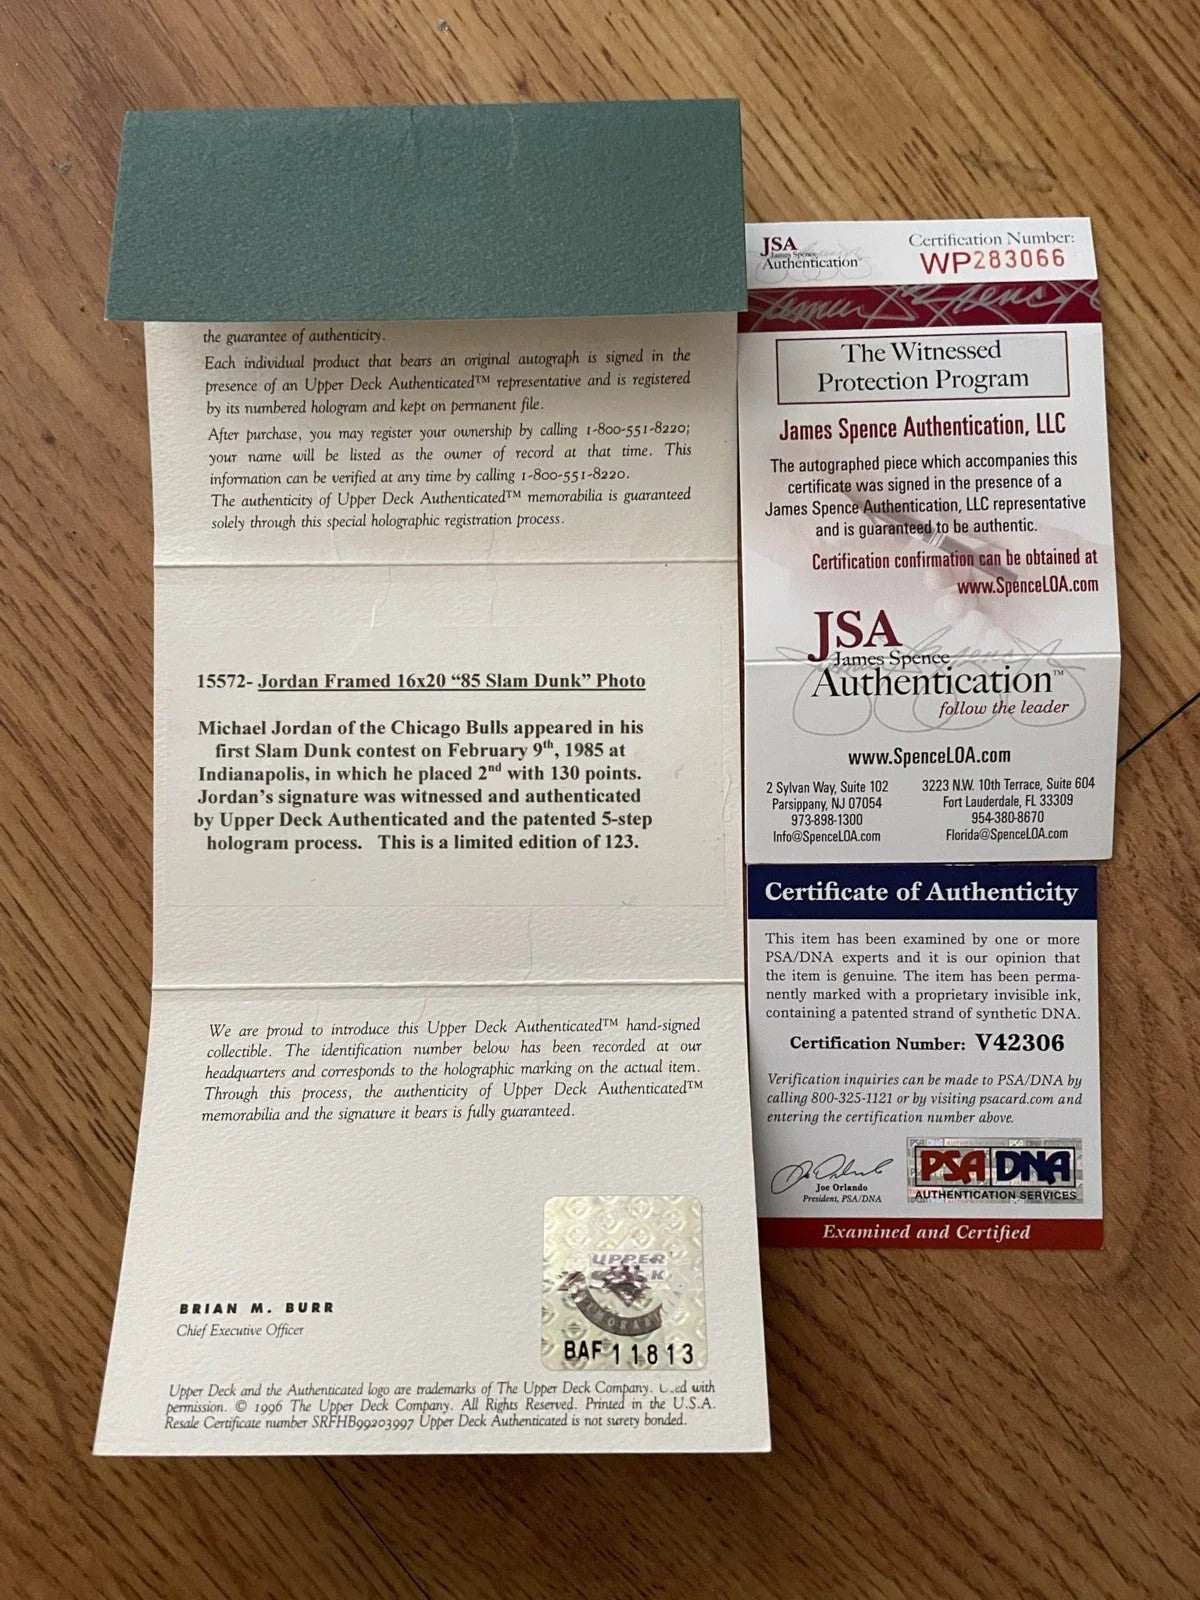 the guarantee of authenticity.
Each individual product that bears an original autograph is signed in the
presence of an Upper Deck Authenticated™ representative and is registered
by its numbered hologram and kept on permanent file.
After purchase, you may register your ownership by calling 1-800-551-8220;
your name will be listed as the owner of record at that time. This
information can be verified at any time by calling 1-800-551-8220.
The authenticity of Upper Deck Authenticated™ memorabilia is guaranteed
solely through this special holographic registration process.
15572- Jordan Framed 16x20 “85 Slam Dunk” Photo
Michael Jordan of the Chicago Bulls appeared in his
first Slam Dunk contest on February 9th, 1985 at
Indianapolis, in which he placed 2nd with 130 points.
Jordan’s signature was witnessed and authenticated
by Upper Deck Authenticated and the patented 5-step
hologram process. This is a limited edition of 123.
We are proud to introduce this Upper Deck Authenticated™ hand-signed
collectible. The identification number below has been recorded at our
headquarters and corresponds to the holographic marking on the actual item.
Through this process, the authenticity of Upper Deck Authenticated™
memorabilia and the signature it bears is fully guaranteed.
BRIAN M. BURR
Chief Executive Officer
UPPER
DECK
MEMORABILIA
BAF11813
Upper Deck and the Authenticated logo are trademarks of The Upper Deck Company. Used with
permission. © 1996 The Upper Deck Company. All Rights Reserved. Printed in the U.S.A.
Resale Certificate number SRFHB99203997 Upper Deck Authenticated is not surety bonded.
JSA
James Spence
Authentication
Certification Number:
WP283066
James Spence
The Witnessed
Protection Program
James Spence Authentication, LLC
The autographed piece which accompanies this
certificate was signed in the presence of a
James Spence Authentication, LLC representative
and is guaranteed to be authentic.
Certification confirmation can be obtained at
www.SpenceLOA.com
JSA
James Spence
Authentication™
follow the leader
www.SpenceLOA.com
2 Sylvan Way, Suite 102
Parsippany, NJ 07054
973-898-1300
Info@SpenceLOA.com
3223 N.W. 10th Terrace, Suite 604
Fort Lauderdale, FL 33309
954-380-8670
Florida@SpenceLOA.com
Certificate of Authenticity
This item has been examined by one or more
PSA/DNA experts and it is our opinion that
the item is genuine. The item has been perma-
nently marked with a proprietary invisible ink,
containing a patented strand of synthetic DNA.
Certification Number: V42306
Verification inquiries can be made to PSA/DNA by
calling 800-325-1121 or by visiting psacard.com and
entering the certification number above.
Joe Orlando
President, PSA/DNA
PSA DNA
AUTHENTICATION SERVICES
Examined and Certified